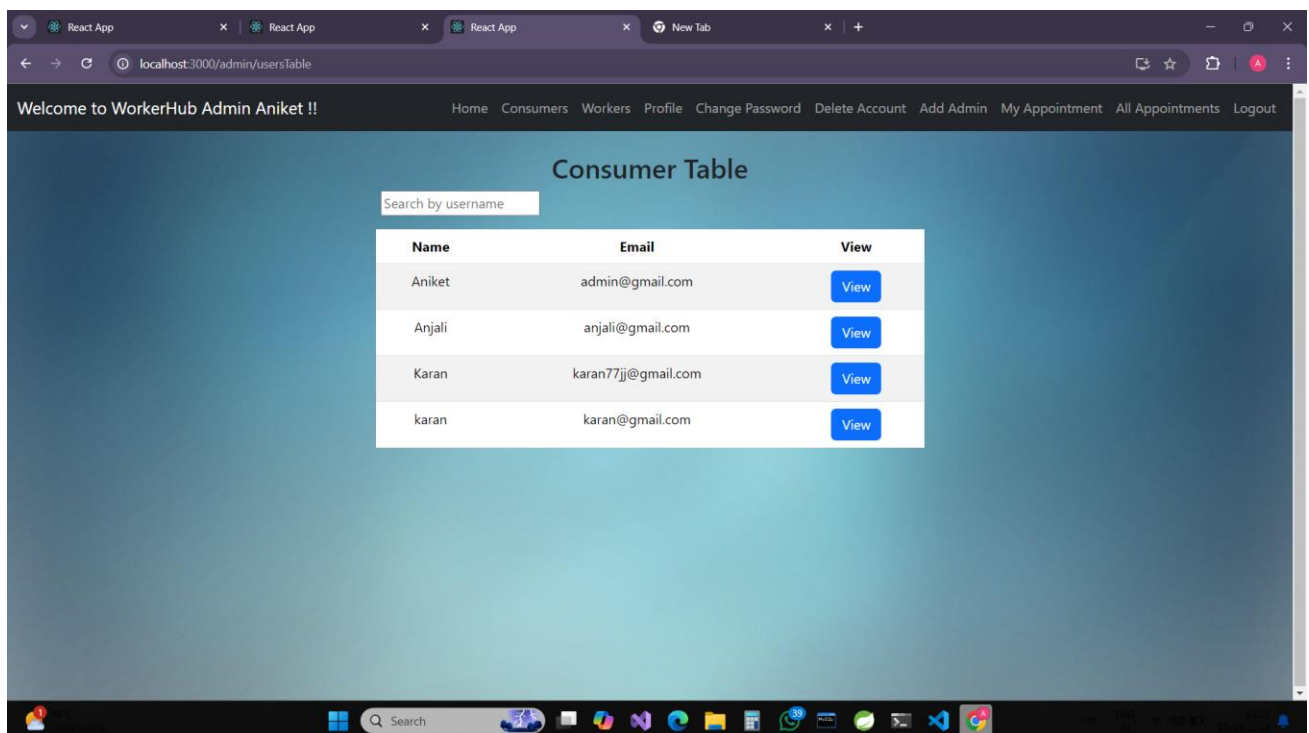 React App React App React App New Tab
localhost:3000/admin/usersTable A
Welcome to WorkerHub Admin Aniket !! Home Consumers Workers Profile Change Password Delete Account Add Admin My Appointment All Appointments Logout
Consumer Table
Search by username
Name Email View
Aniket admin@gmail.com View
Anjali anjali@gmail.com View
Karan karan77jj@gmail.com View
karan karan@gmail.com View
1 Search 39